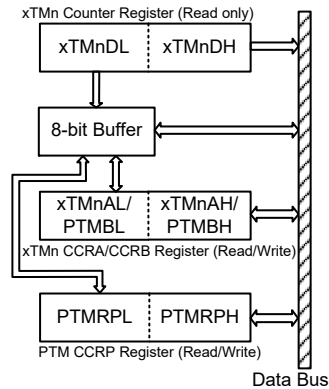 xTMn Counter Register (Read only)
xTMnDL xTMnDH
8-bit Buffer
xTMnAL/ xTMnAH/
PTMBL PTMBH
xTMn CCRA/CCRB Register (Read/Write)
PTMRPL PTMRPH
PTM CCRP Register (Read/Write)
Data Bus